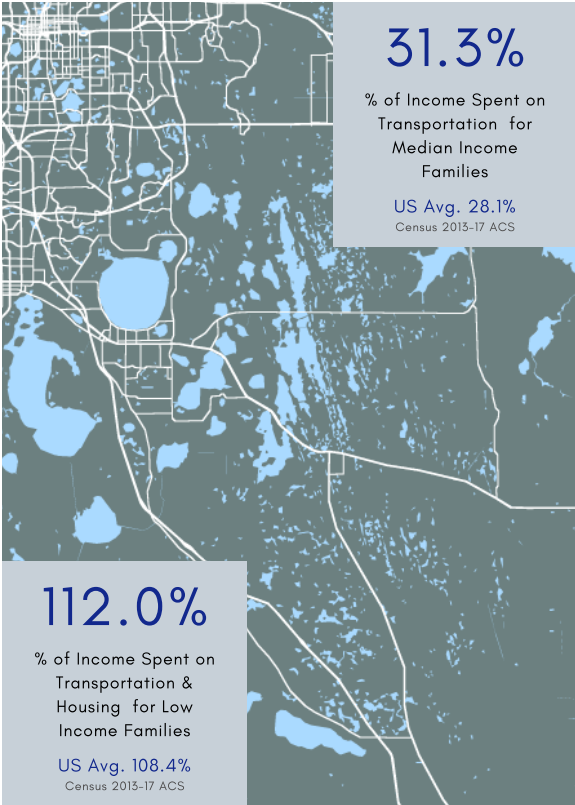 31.3%
% of Income Spent on
Transportation for
Median Income
Families
US Avg. 28.1%
Census 2013-17 ACS
112.0%
% of Income Spent on
Transportation &
Housing for Low
Income Families
US Avg. 108.4%
Census 2013-17 ACS